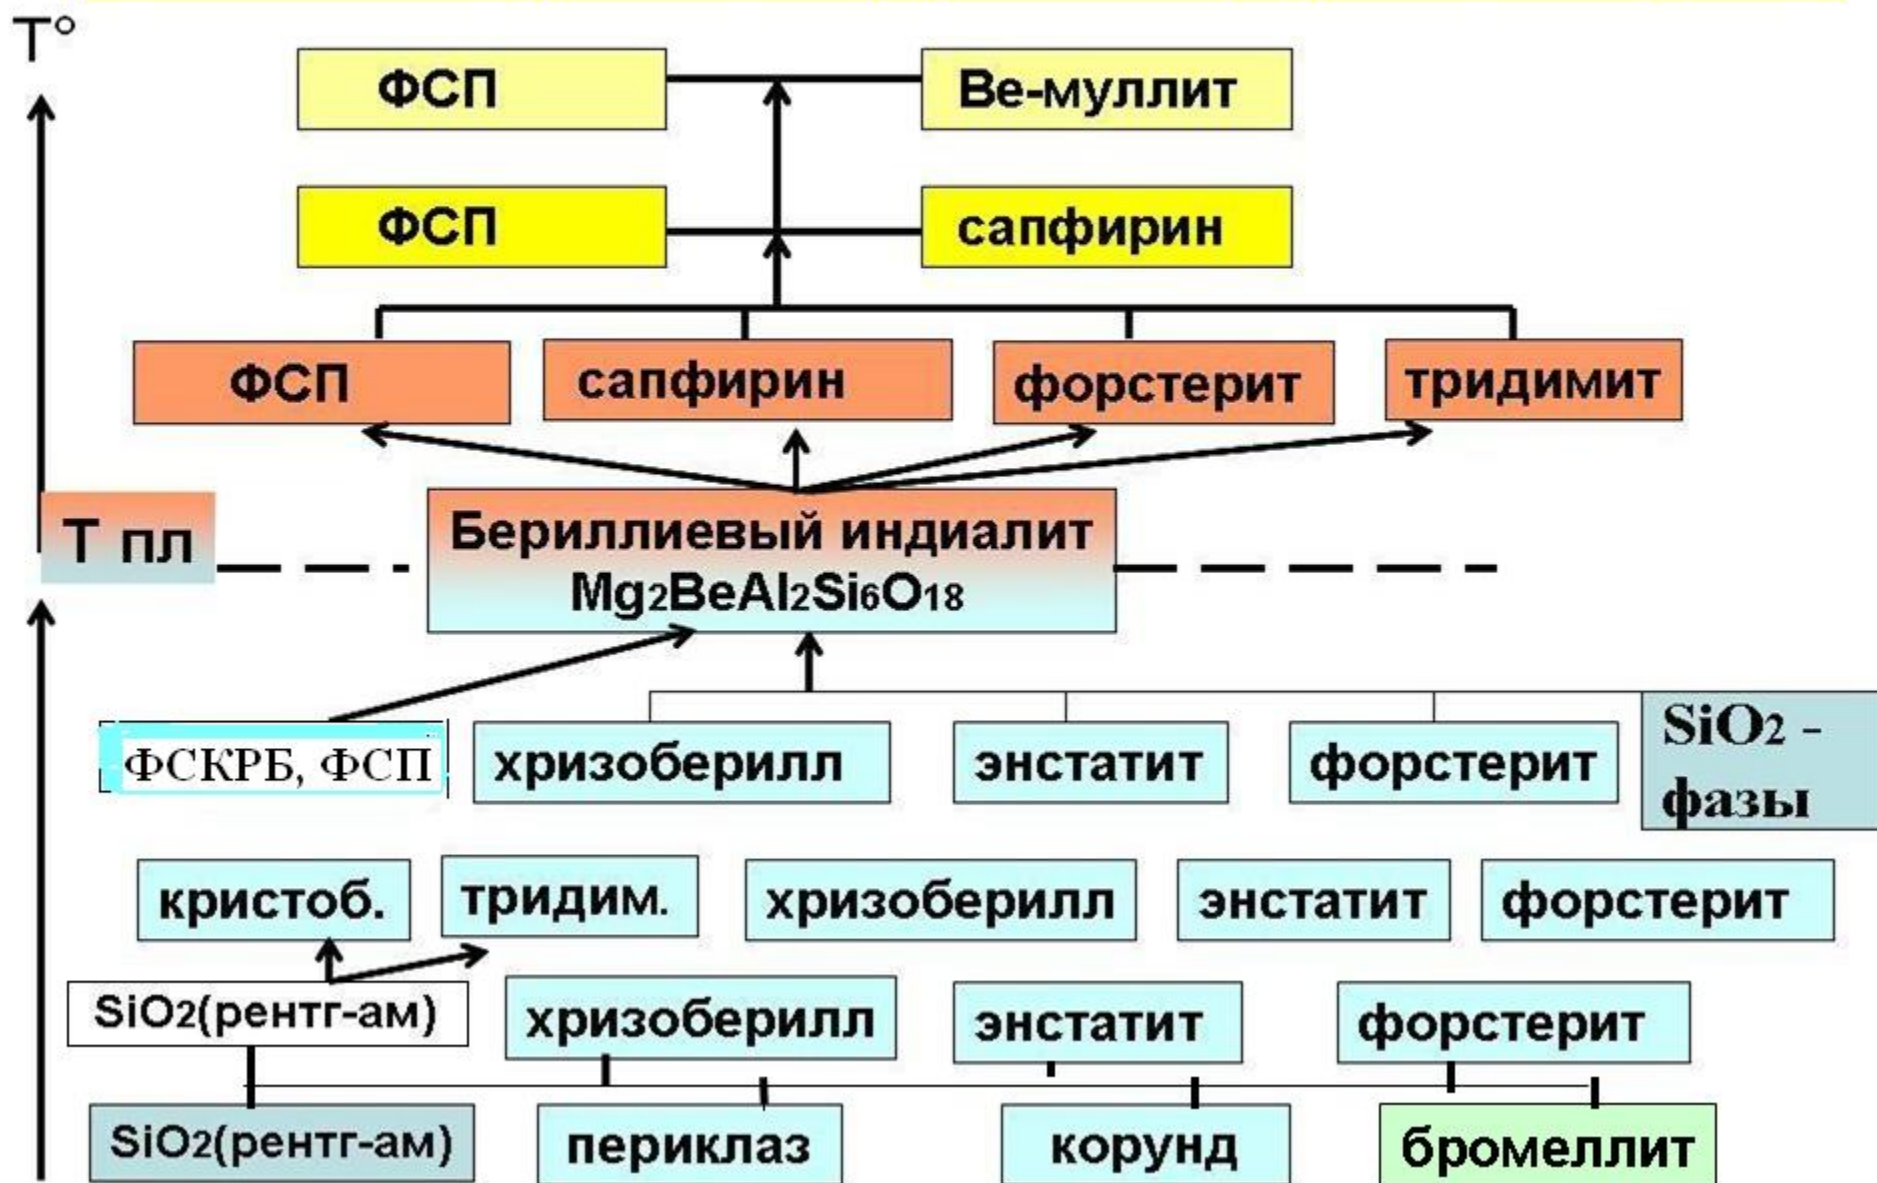 T°
ФСП
Ве-муллит
ФСП
сапфирин
ФСП
сапфирин
форстерит
тридимит
Т пл
Бериллиевый индиалит
Mg2BeAl2Si6O18
ФСКРБ, ФСП
хризоберилл
энстатит
форстерит
SiO2 -
фазы
кристоб.
тридим.
хризоберилл
энстатит
форстерит
SiO2(рентг-ам)
хризоберилл
энстатит
форстерит
SiO2(рентг-ам)
периклаз
корунд
бромеллит